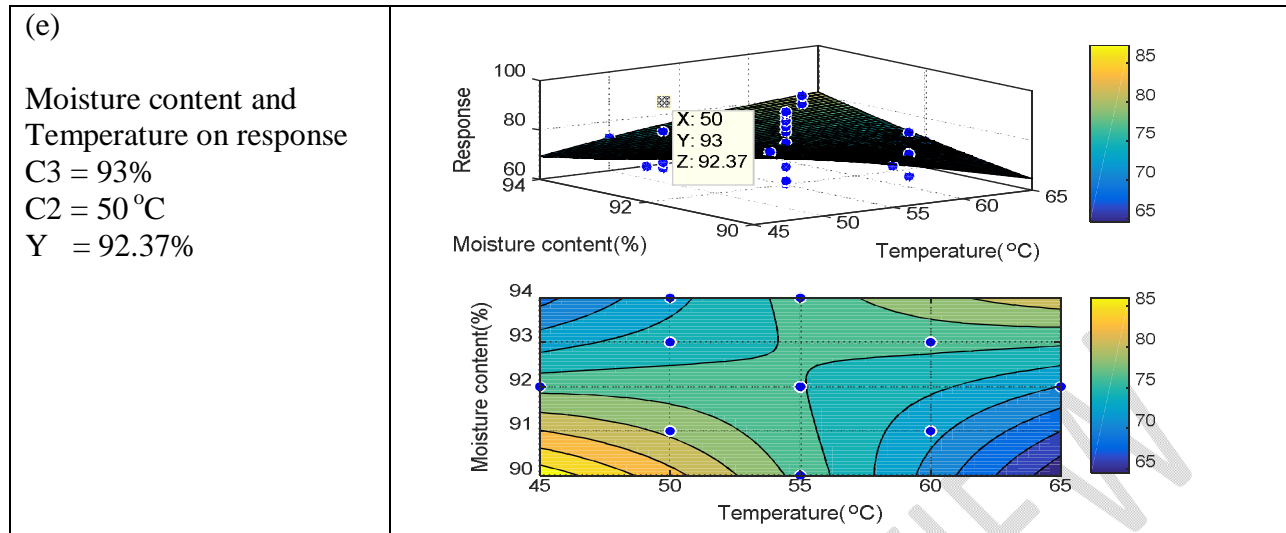 (e)
Moisture content and
Temperature on response
C3 = 93%
C2 = 50 °C
Y = 92.37%
100
80
60
Response
94
92
90
Moisture content(%)
45
50
55
60
65
Temperature(°C)
X: 50
Y: 93
Z: 92.37
85
80
75
70
65
94
93
92
91
90
Moisture content(%)
45
50
55
60
65
Temperature(°C)
85
80
75
70
65